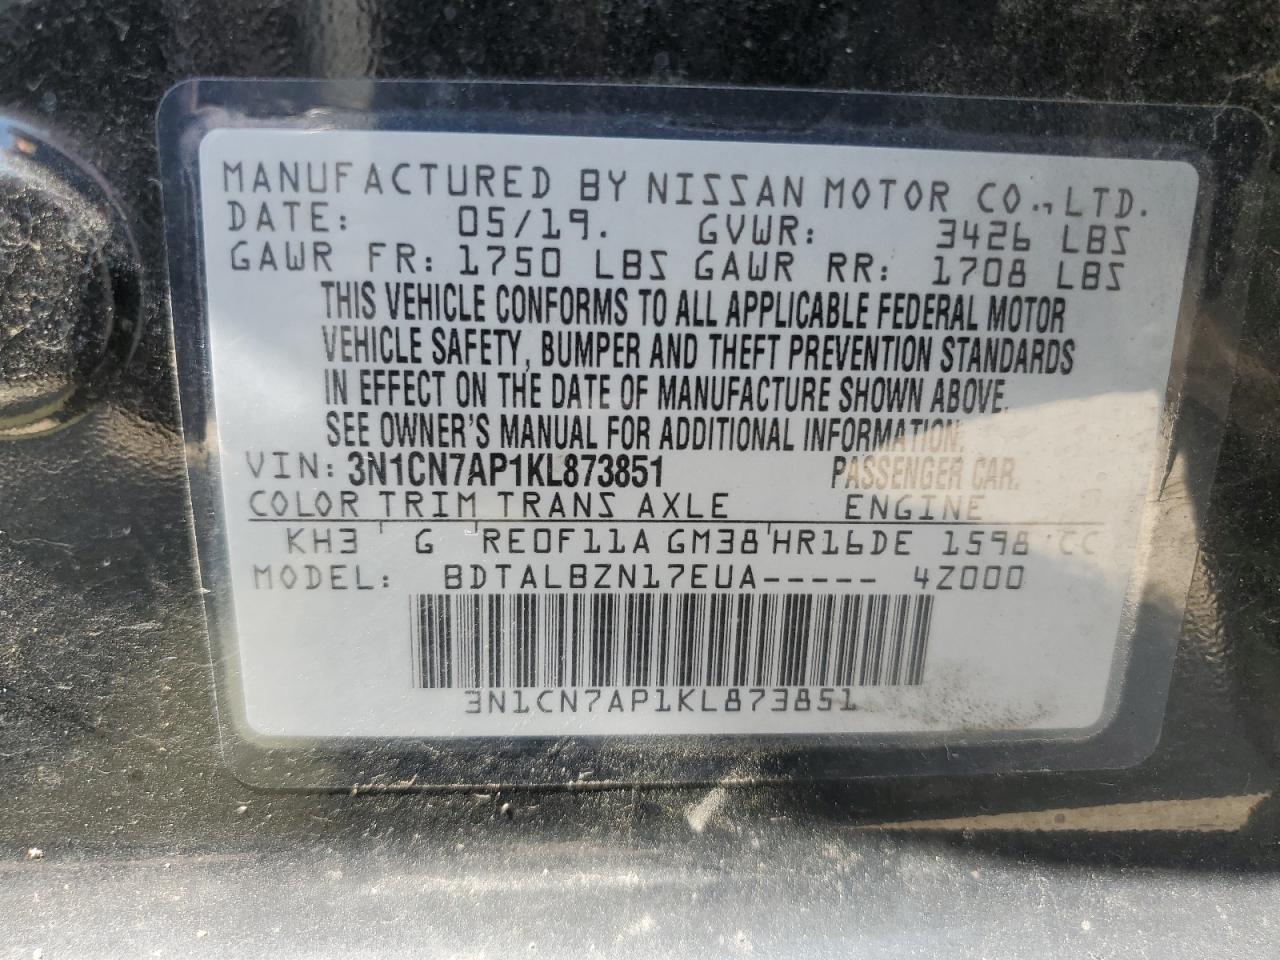 MANUFACTURED BY NISSAN MOTOR CO., LTD.
DATE: 05/19. GVWR: 3426 LBS
GAWR FR: 1750 LBS GAWR RR: 1708 LBS
THIS VEHICLE CONFORMS TO ALL APPLICABLE FEDERAL MOTOR
VEHICLE SAFETY, BUMPER AND THEFT PREVENTION STANDARDS
IN EFFECT ON THE DATE OF MANUFACTURE SHOWN ABOVE.
SEE OWNER'S MANUAL FOR ADDITIONAL INFORMATION.
VIN: 3N1CN7AP1KL873851 PASSENGER CAR.
COLOR TRIM TRANS AXLE ENGINE
KH3 G RE0F11A GM38 HR16DE 1598 CC
MODEL: BDTALBZN17EUA----- 4Z000
3N1CN7AP1KL873851